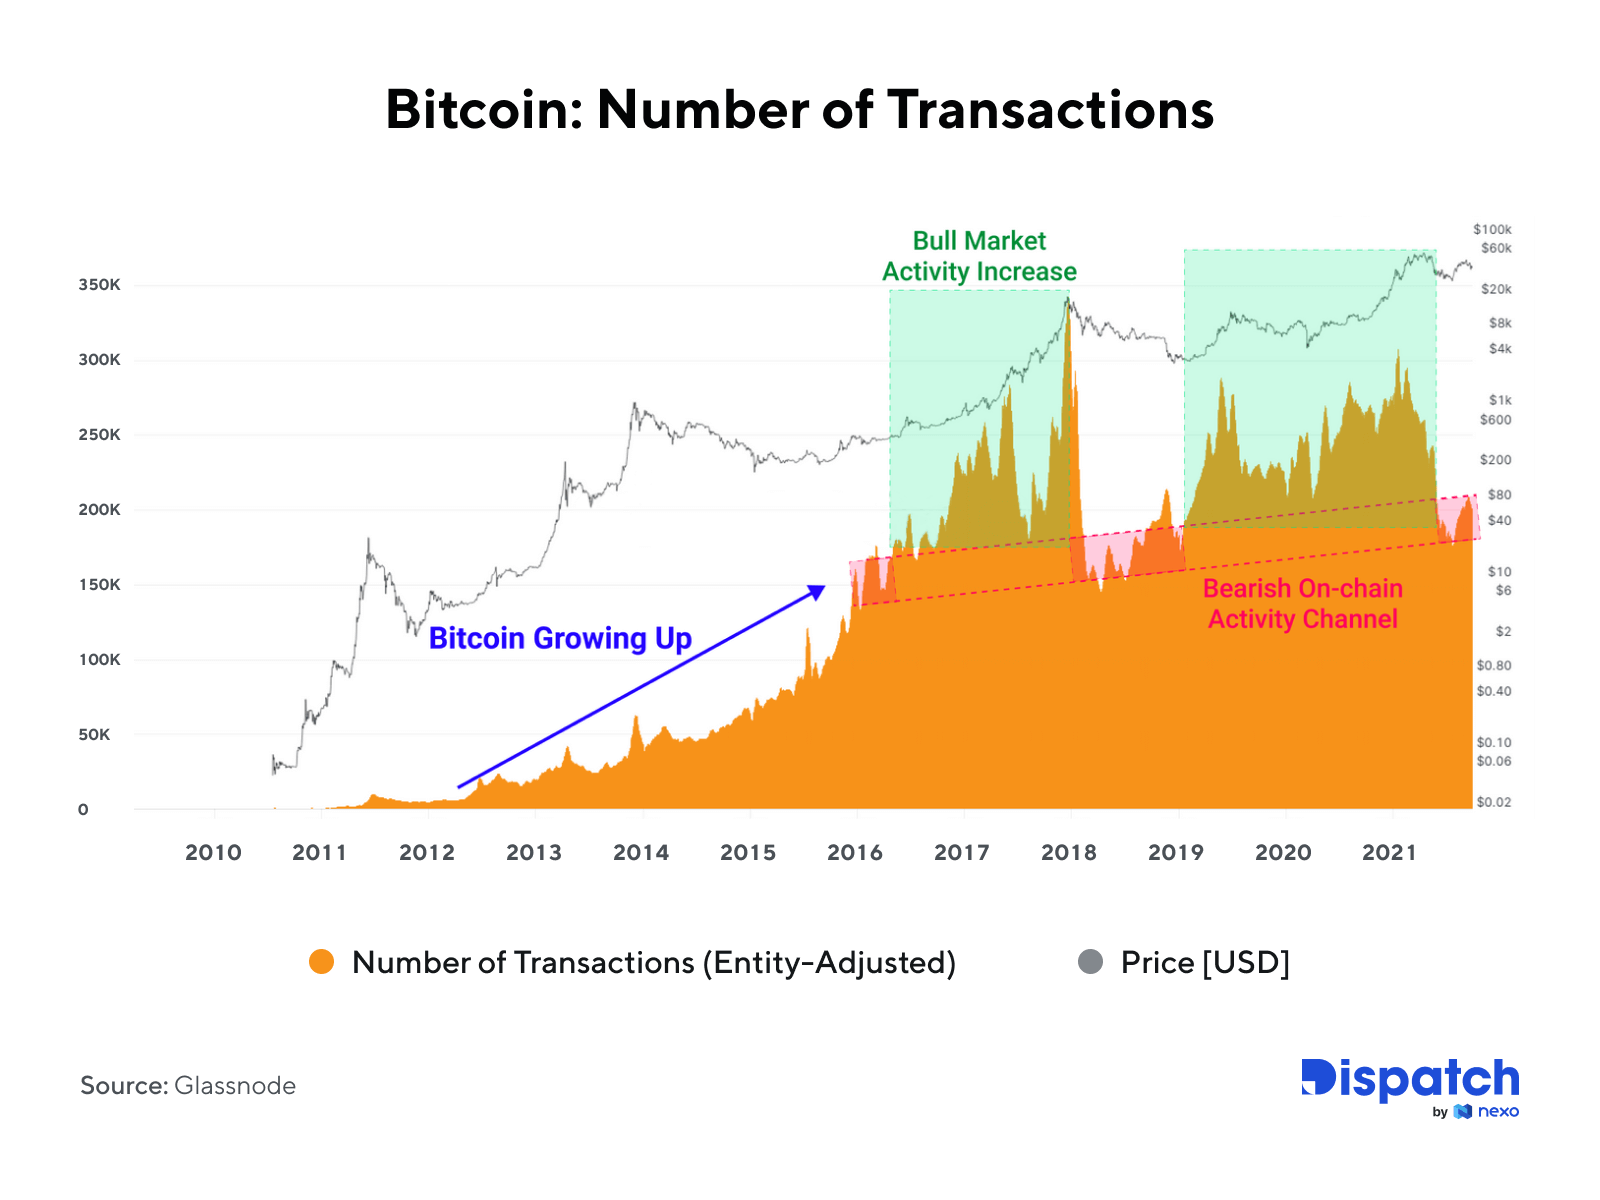 Bitcoin: Number of Transactions
Bull Market
Activity Increase
350K
300K
250K
200K
150K
100K
50K
0
$100k
$60k
$20k
$8k
$4k
$1k
$600
$200
$80
$40
$10
$6
$2
$0.80
$0.40
$0.10
$0.06
$0.02
Bitcoin Growing Up
Bearish On-chain
Activity Channel
2010 2011 2012 2013 2014 2015 2016 2017 2018 2019 2020 2021
Number of Transactions (Entity-Adjusted) Price [USD]
Source: Glassnode
Dispatch
by nexo